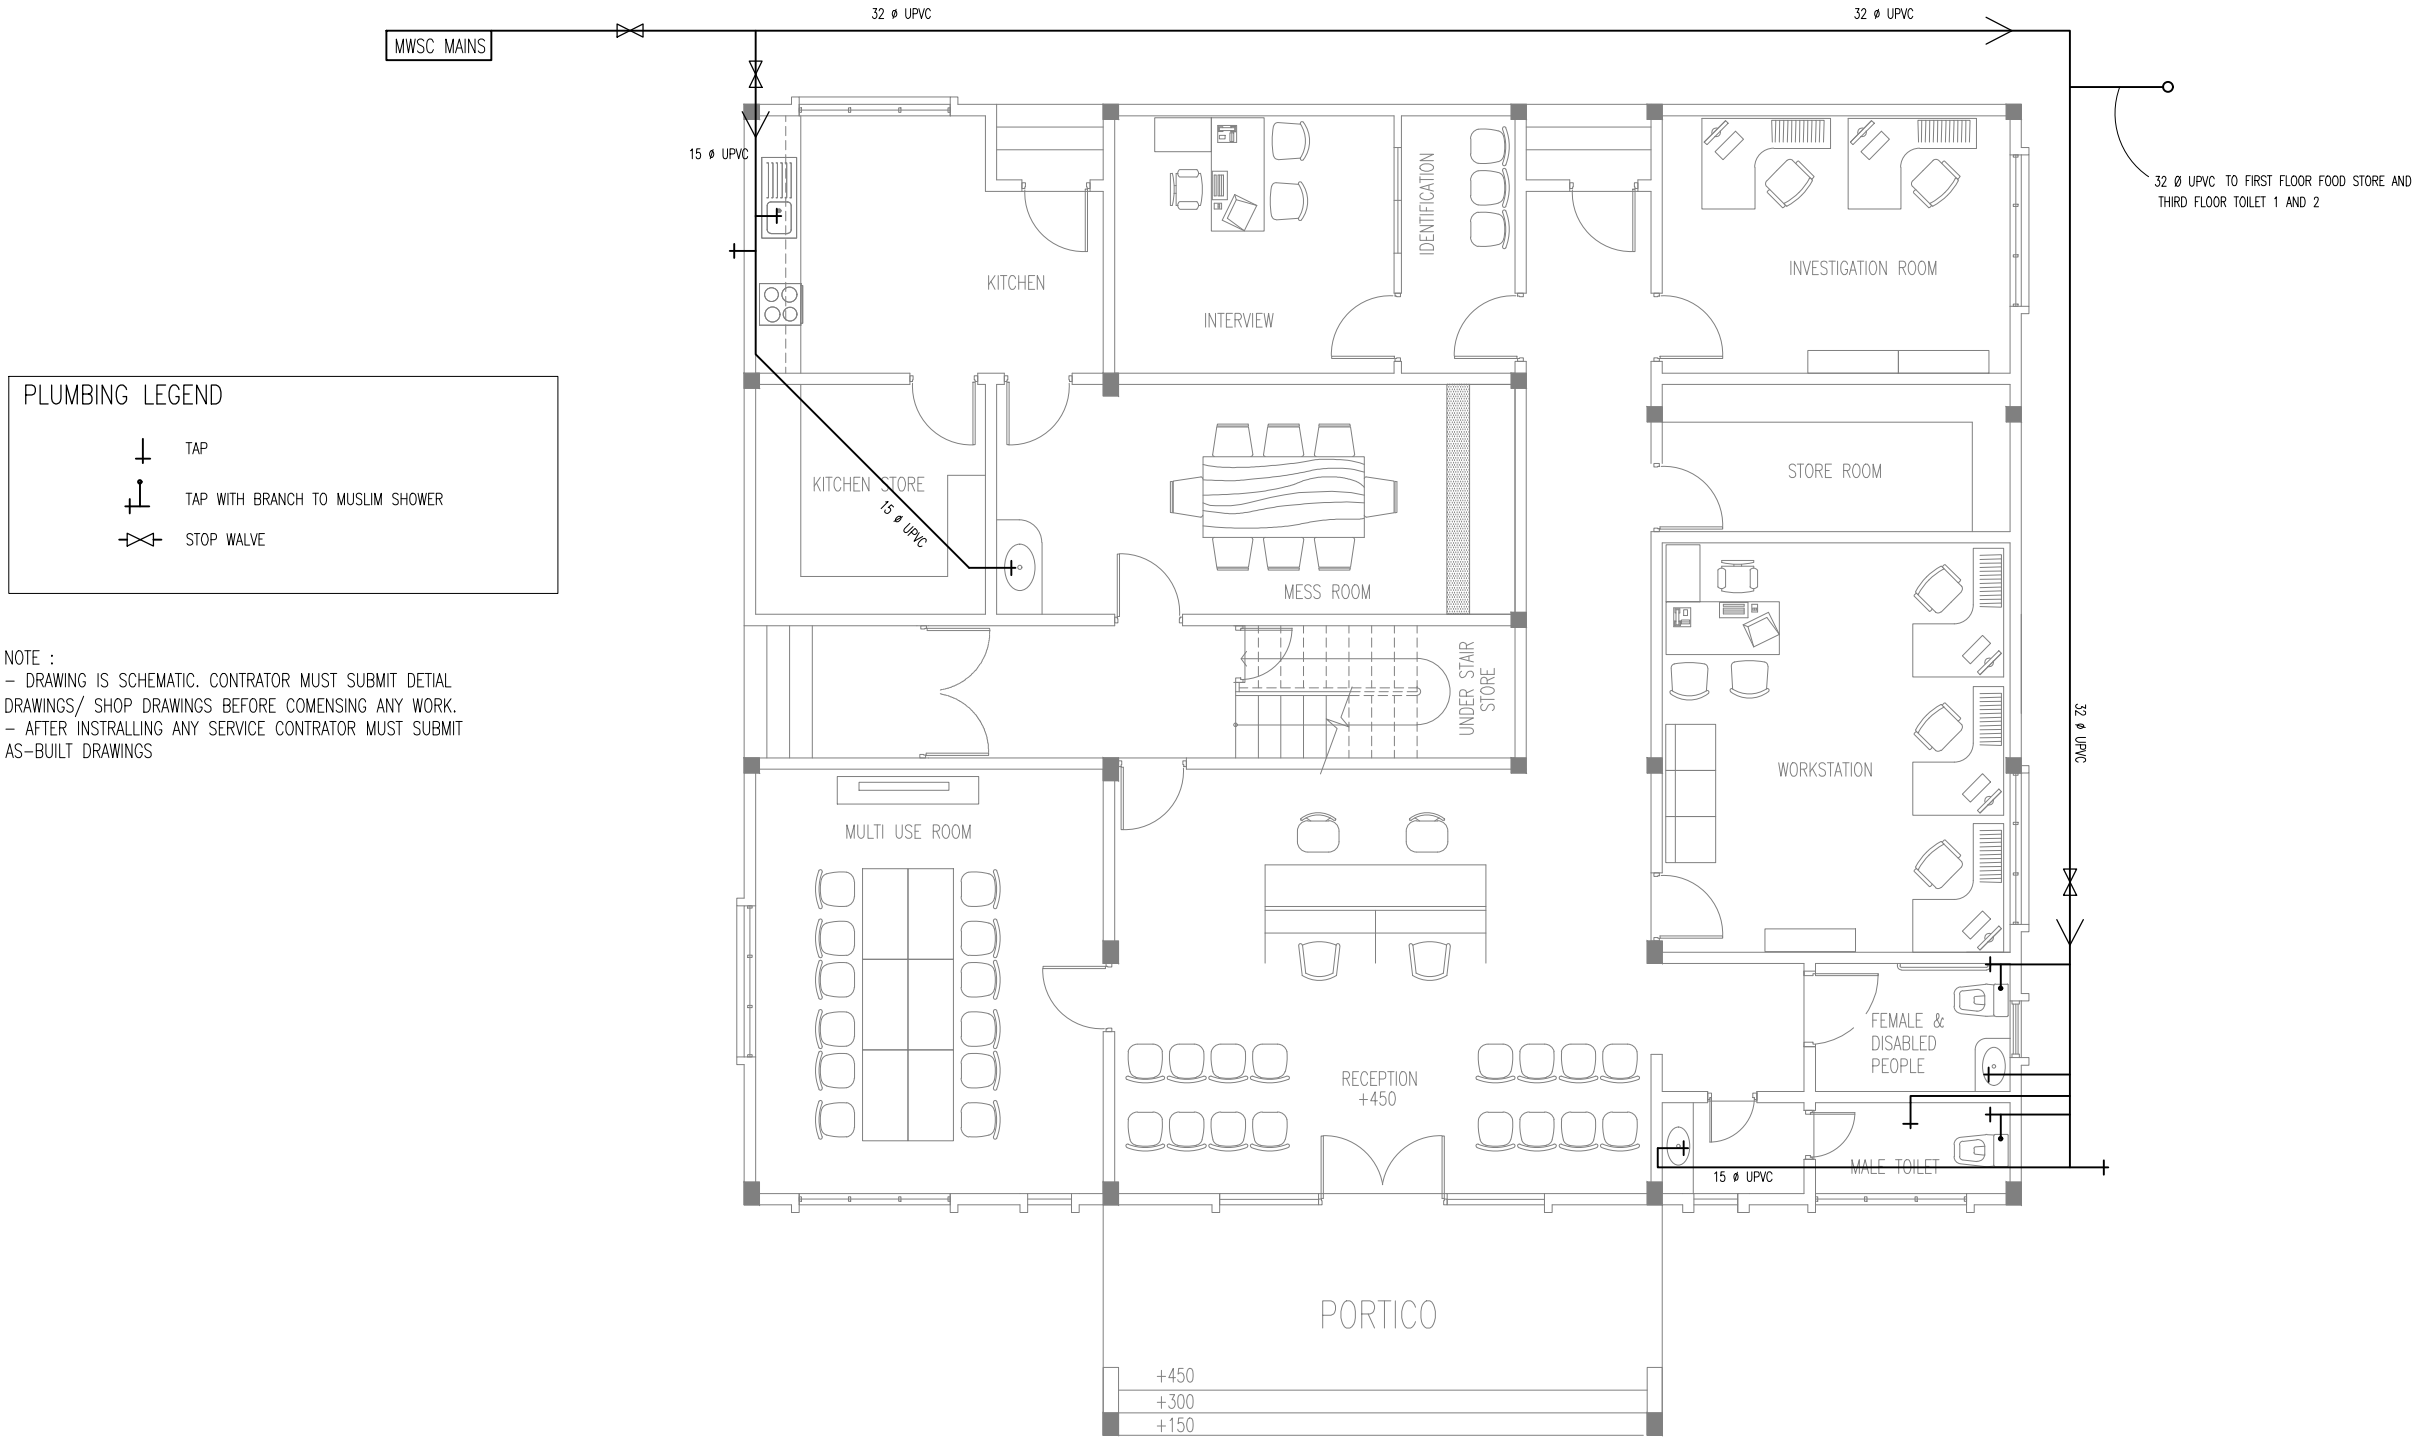 32 ø UPVC
32 ø UPVC
MWSC MAINS
15 ø UPVC
32 Ø UPVC TO FIRST FLOOR FOOD STORE AND
THIRD FLOOR TOILET 1 AND 2
IDENTIFICATION
INVESTIGATION ROOM
KITCHEN
INTERVIEW
PLUMBING LEGEND
TAP
TAP WITH BRANCH TO MUSLIM SHOWER
STOP WALVE
KITCHEN STORE
15 ø UPVC
STORE ROOM
MESS ROOM
NOTE :
– DRAWING IS SCHEMATIC. CONTRATOR MUST SUBMIT DETIAL
DRAWINGS/ SHOP DRAWINGS BEFORE COMENSING ANY WORK.
– AFTER INSTRALLING ANY SERVICE CONTRATOR MUST SUBMIT
AS–BUILT DRAWINGS
UNDER STAIR
STORE
32 ø UPVC
WORKSTATION
MULTI USE ROOM
FEMALE &
DISABLED
PEOPLE
RECEPTION
+450
MALE TOILET
15 ø UPVC
PORTICO
+450
+300
+150